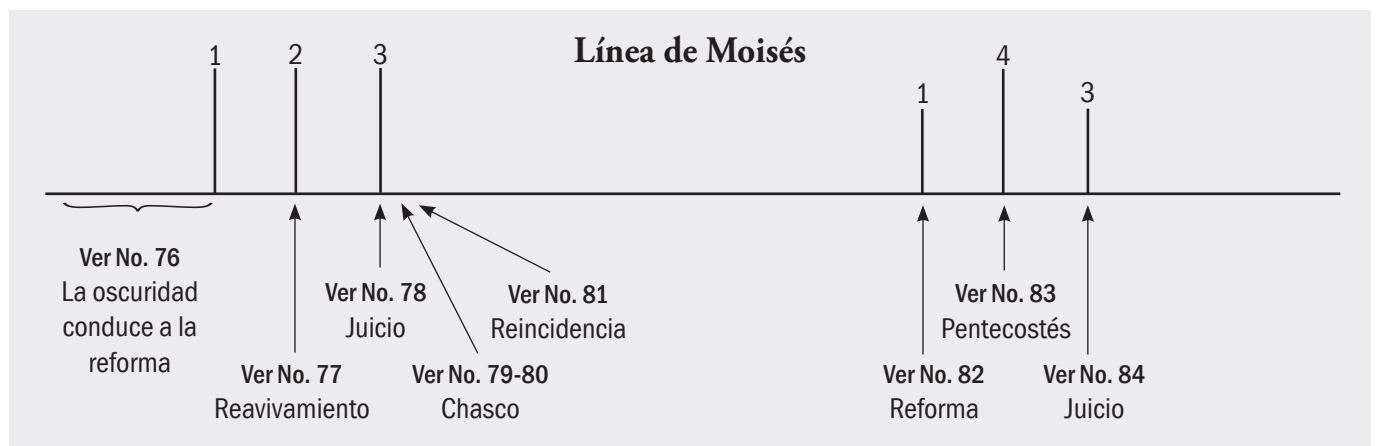 Línea de Moisés
1 2 3
1 4 3
Ver No. 76
La oscuridad
conduce a la
reforma
Ver No. 77
Reavivamiento
Ver No. 78
Juicio
Ver No. 79-80
Chasco
Ver No. 81
Reincidencia
Ver No. 82
Reforma
Ver No. 83
Pentecostés
Ver No. 84
Juicio